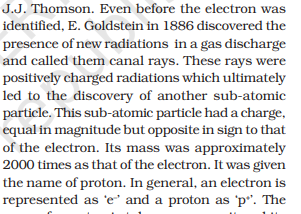 J.J. Thomson. Even before the electron was
identified, E. Goldstein in 1886 discovered the
presence of new radiations in a gas discharge
and called them canal rays. These rays were
positively charged radiations which ultimately
led to the discovery of another sub-atomic
particle. This sub-atomic particle had a charge,
equal in magnitude but opposite in sign to that
of the electron. Its mass was approximately
2000 times as that of the electron. It was given
the name of proton. In general, an electron is
represented as ‘e⁻’ and a proton as ‘p⁺’. The